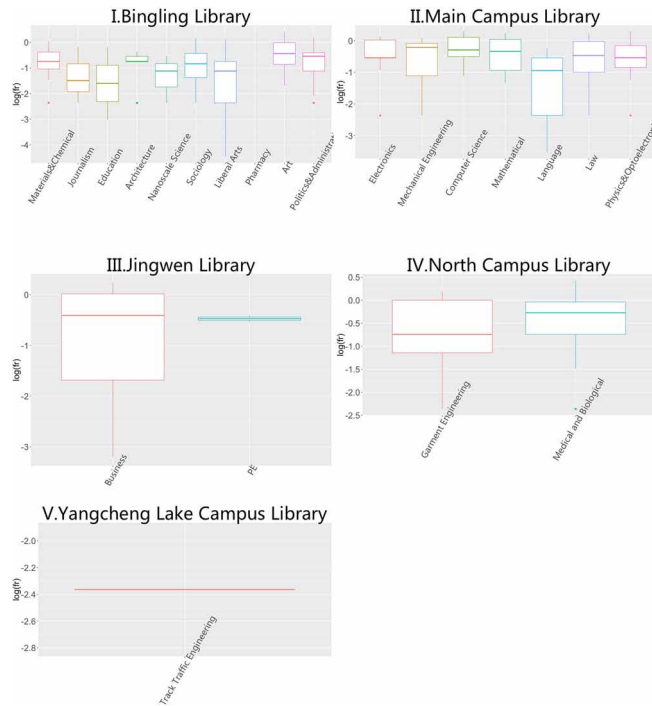 I.Bingling Library
log(fr)
0
-1
-2
-3
-4
Materials&Chemical
Journalism
Education
Architecture
Nanoscale Science
Sociology
Liberal Arts
Pharmacy
Art
Politics&Administrat
II.Main Campus Library
log(fr)
0
-1
-2
-3
Electronics
Mechanical Engineering
Computer Science
Mathematical
Language
Law
Physics&Optoelectron
III.Jingwen Library
log(fr)
0
-1
-2
-3
Business
PE
IV.North Campus Library
log(fr)
0.5
0.0
-0.5
-1.0
-1.5
-2.0
-2.5
Garment Engineering
Medical and Biological
V.Yangcheng Lake Campus Library
log(fr)
-2.0
-2.2
-2.4
-2.6
-2.8
Track Traffic Engineering